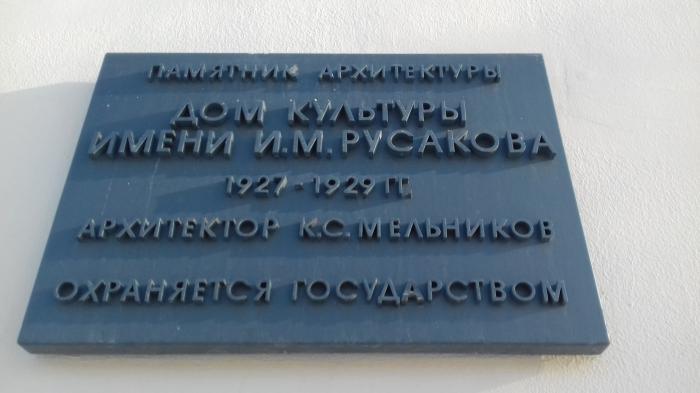 ПАМЯТНИК АРХИТЕКТУРЫ
ДОМ КУЛЬТУРЫ
ИМЕНИ И.М.РУСАКОВА
1927-1929 ГГ.
АРХИТЕКТОР К.С.МЕЛЬНИКОВ
ОХРАНЯЕТСЯ ГОСУДАРСТВОМ